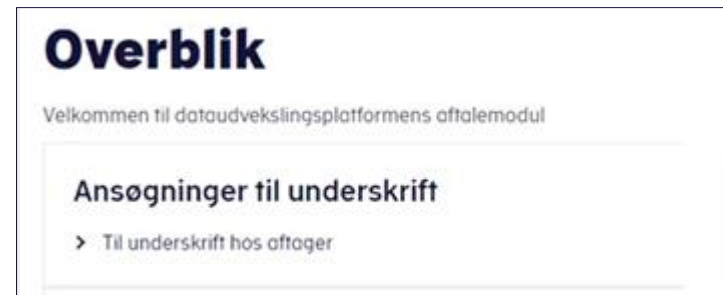 Overblik
Velkommen til dataudvekslingsplatformens aftalemodul
Ansøgninger til underskrift
Til underskrift hos aftager